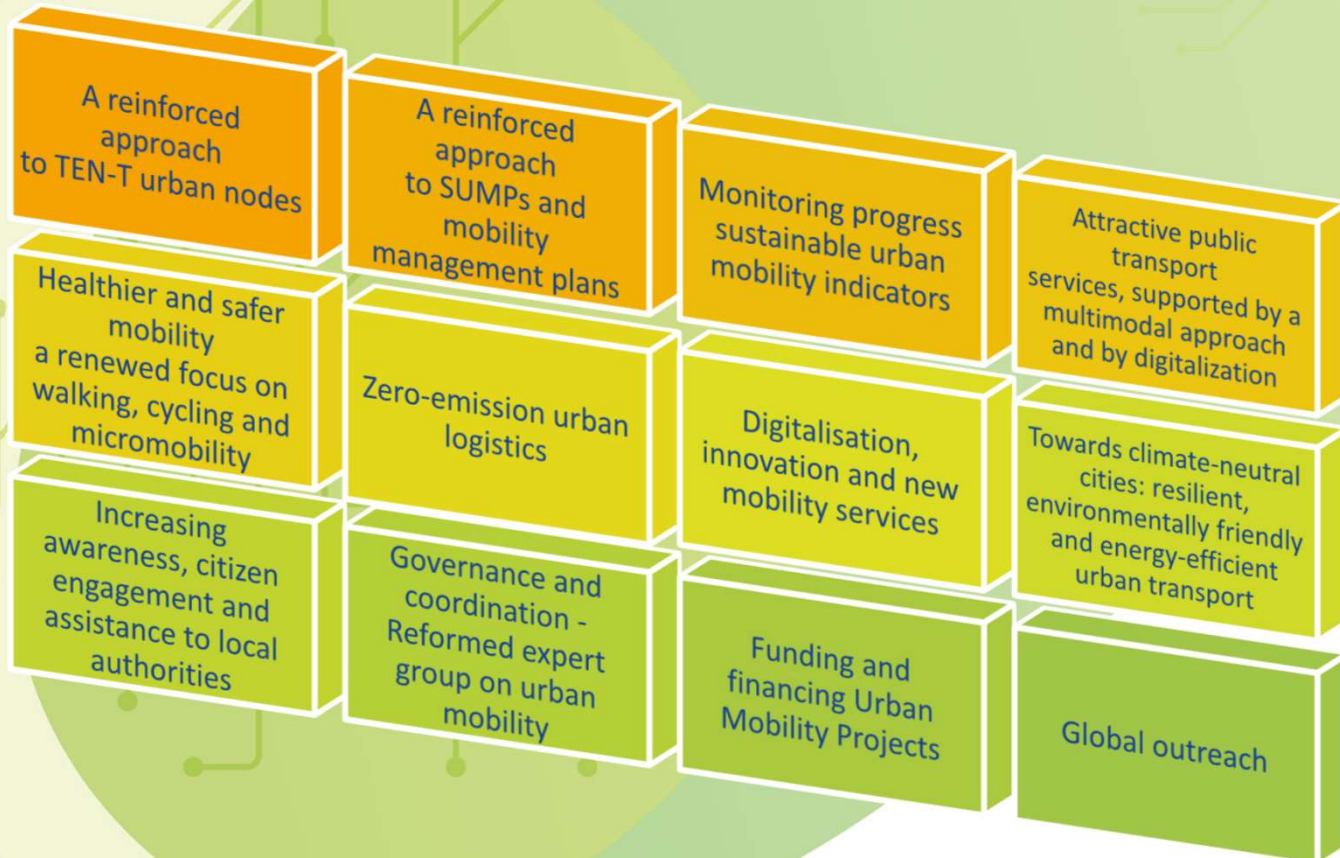 A reinforced
approach
to TEN-T urban nodes
A reinforced
approach
to SUMPs and
mobility
management plans
Monitoring progress
sustainable urban
mobility indicators
Attractive public
transport
services, supported by a
multimodal approach
and by digitalization
Healthier and safer
mobility
a renewed focus on
walking, cycling and
micromobility
Zero-emission urban
logistics
Digitalisation,
innovation and new
mobility services
Towards climate-neutral
cities: resilient,
environmentally friendly
and energy-efficient
urban transport
Increasing
awareness, citizen
engagement and
assistance to local
authorities
Governance and
coordination -
Reformed expert
group on urban
mobility
Funding and
financing Urban
Mobility Projects
Global outreach